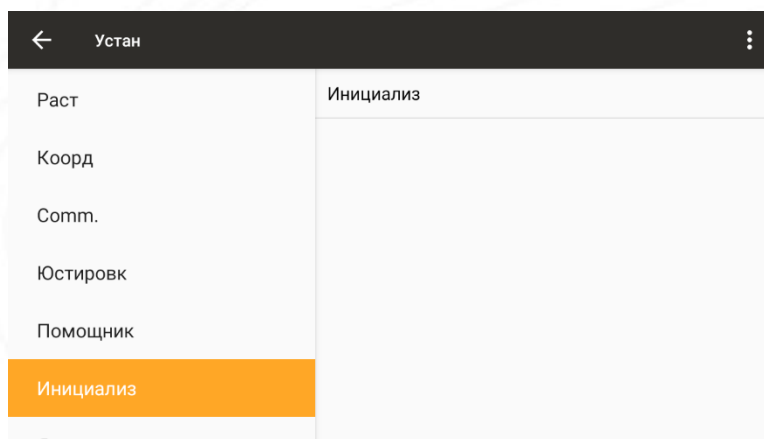 Устан
Раст
Коорд
Comm.
Юстировк
Помощник
Инициализ
Инициализ